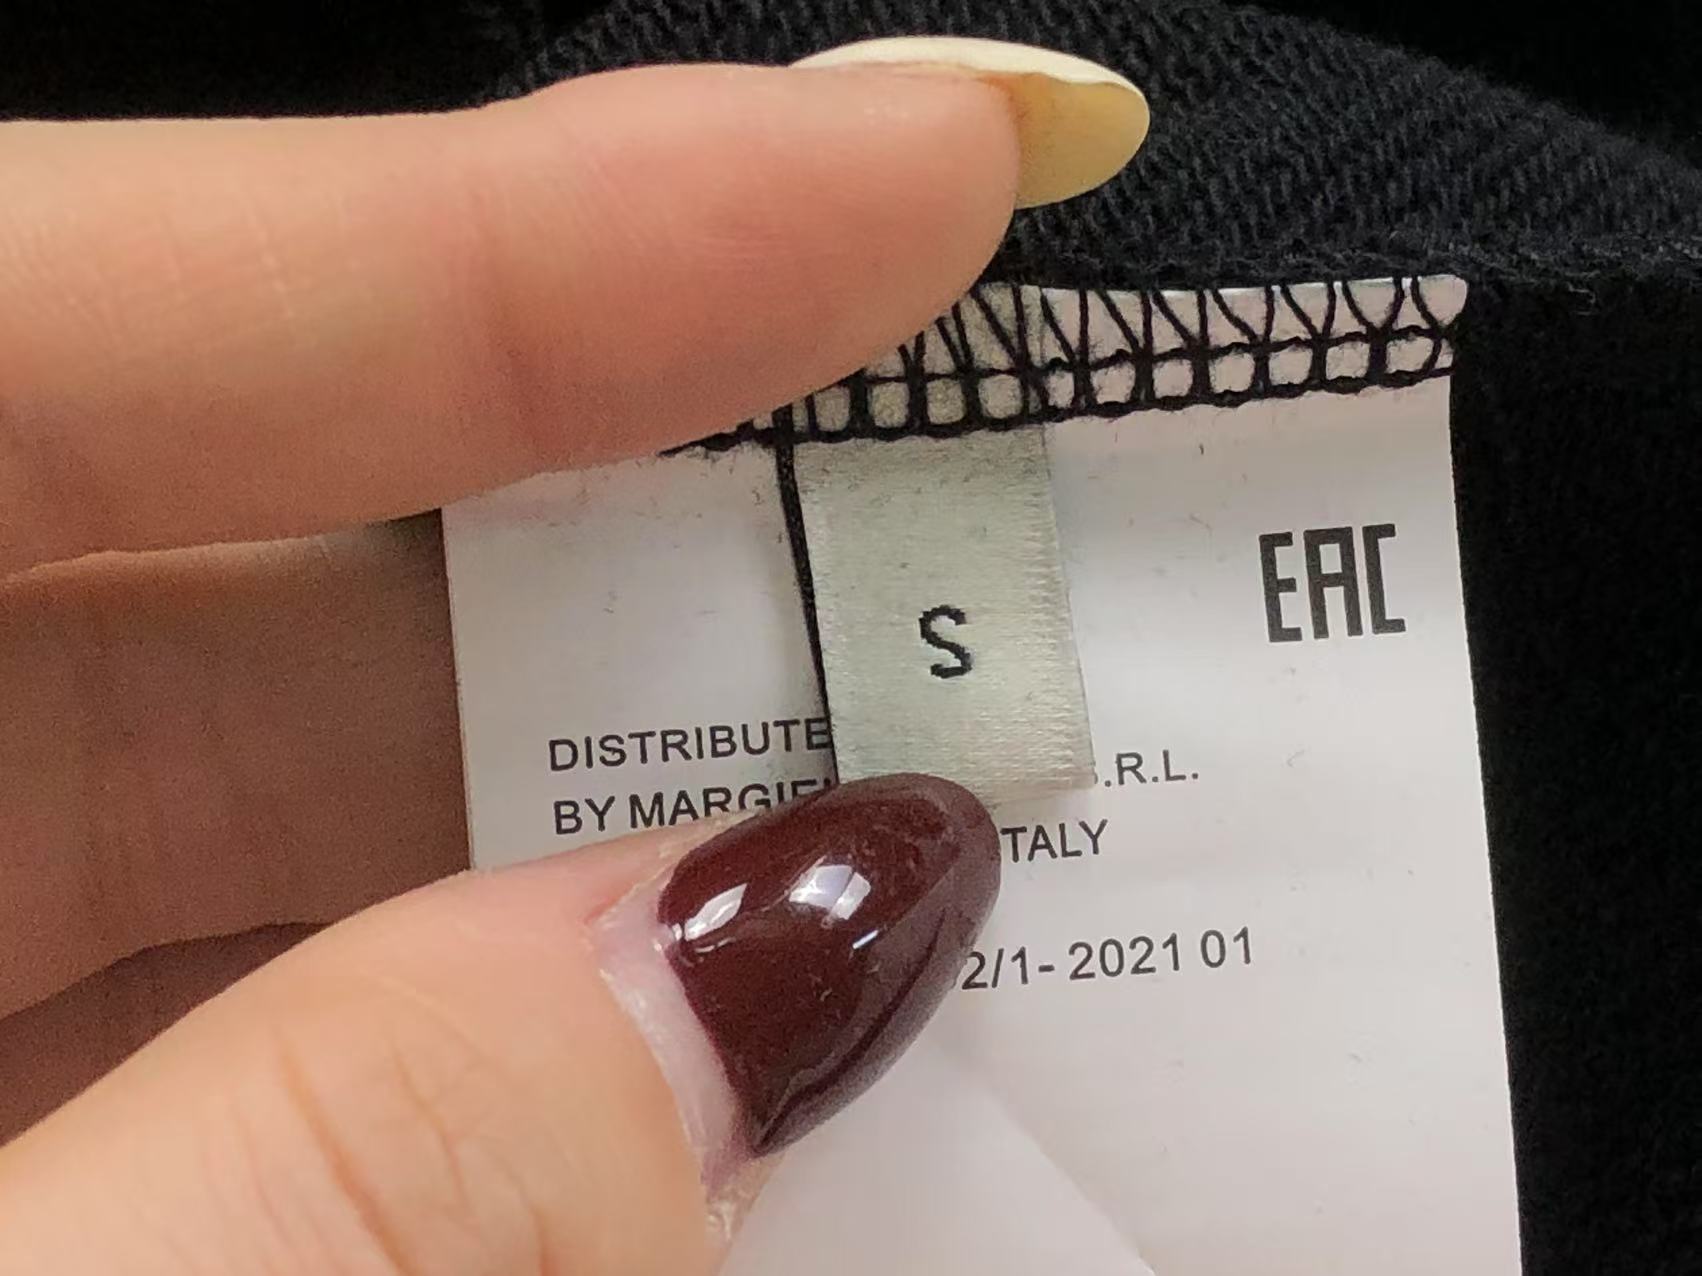 EAC
S
DISTRIBUTE
BY MARGIE .R.L.
TALY
2/1- 2021 01